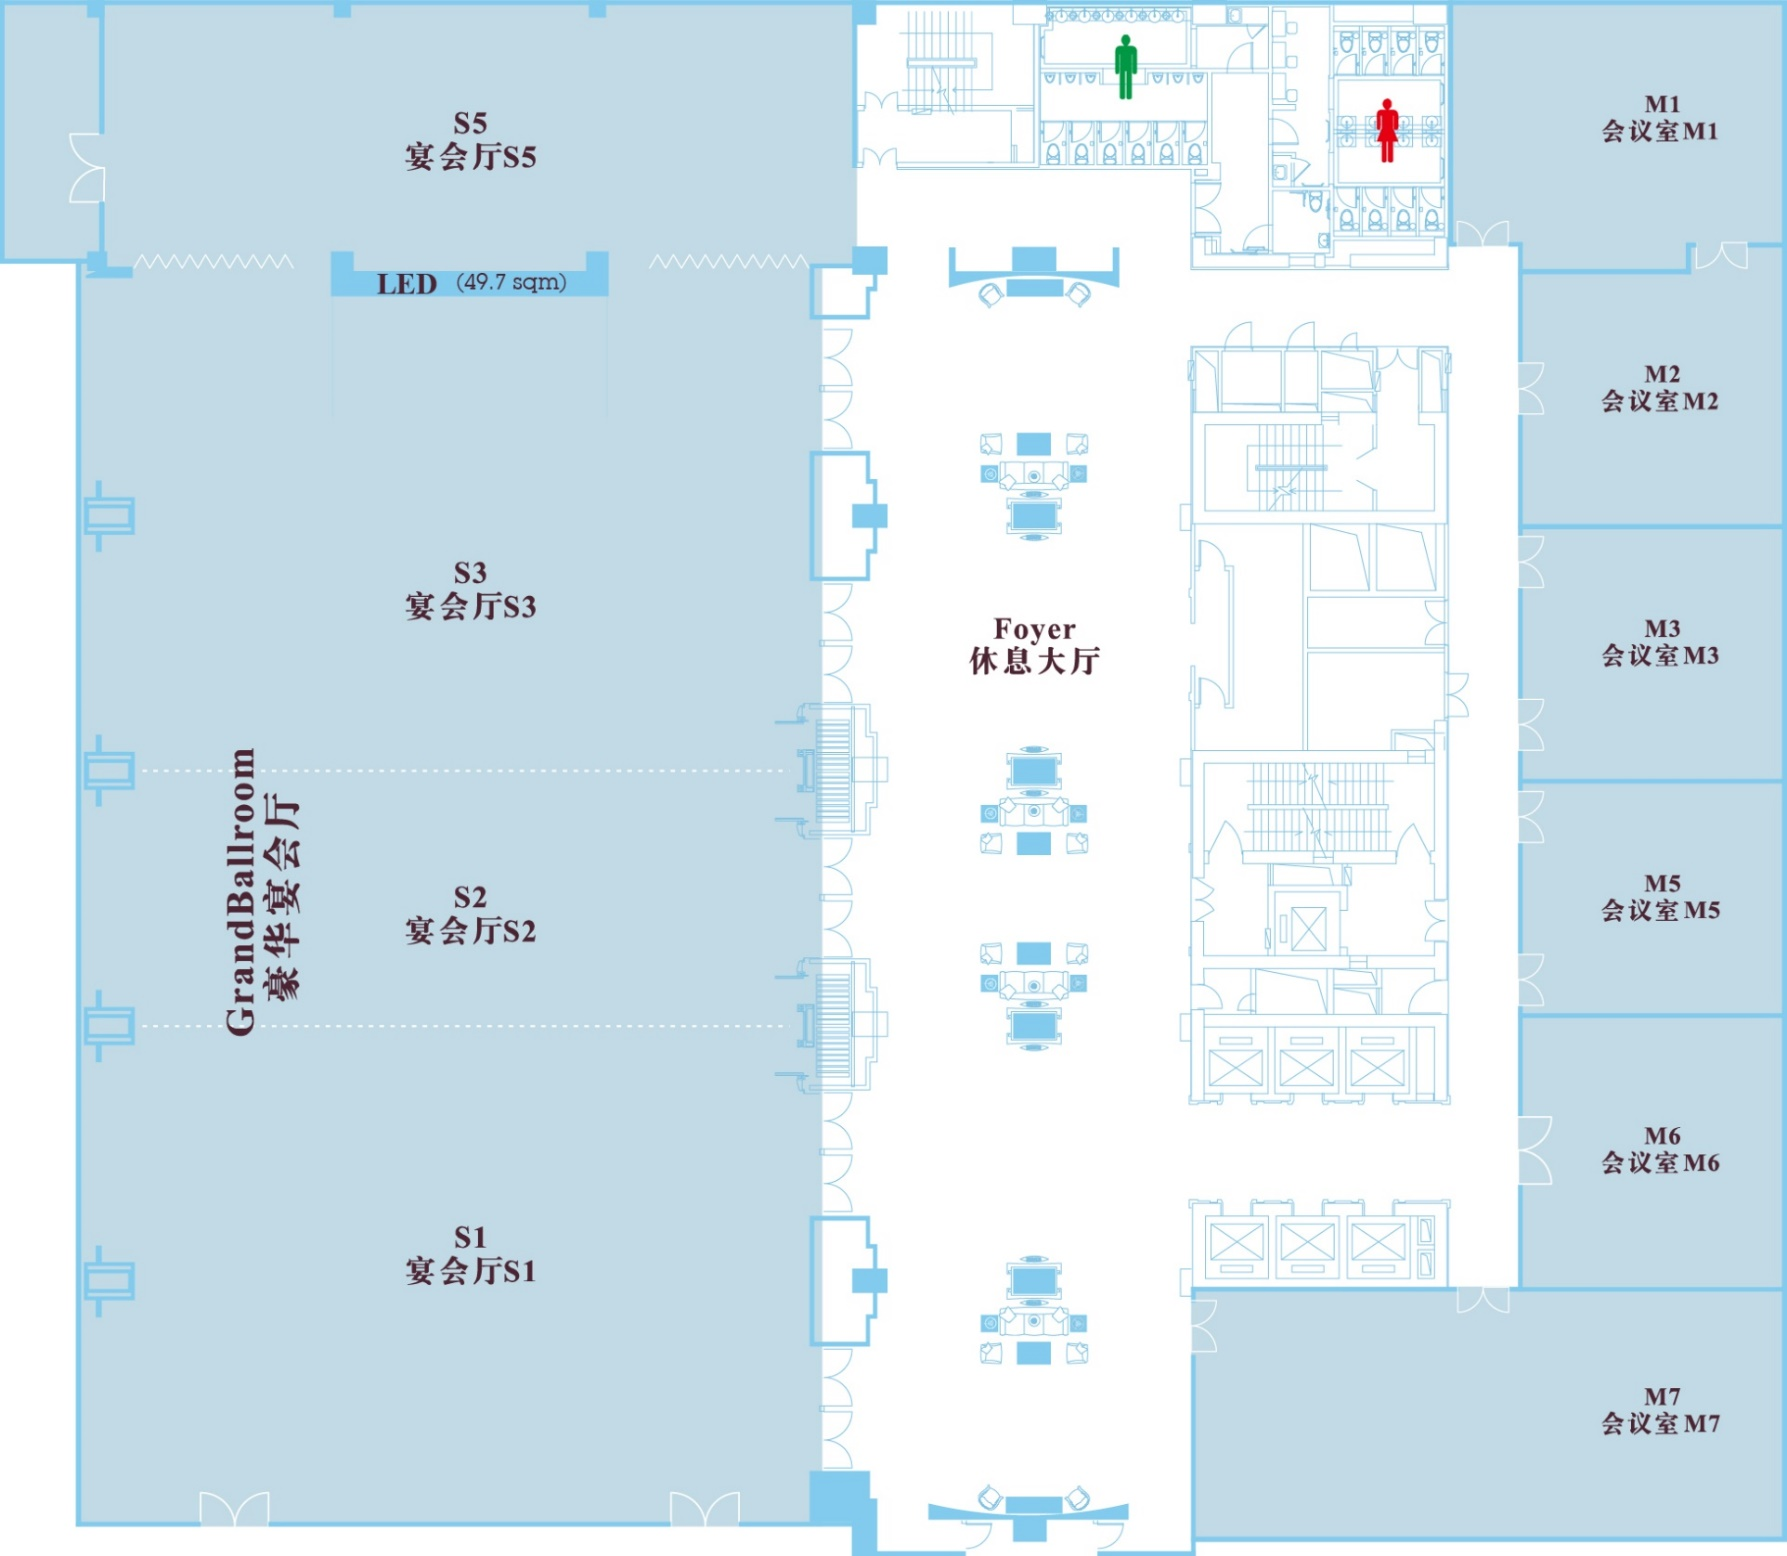 S5
宴会厅S5
M1
会议室M1
LED (49.7 sqm)
M2
会议室M2
S3
宴会厅S3
Foyer
休息大厅
M3
会议室M3
GrandBallroom
豪华宴会厅
S2
宴会厅S2
M5
会议室M5
M6
会议室M6
S1
宴会厅S1
M7
会议室M7